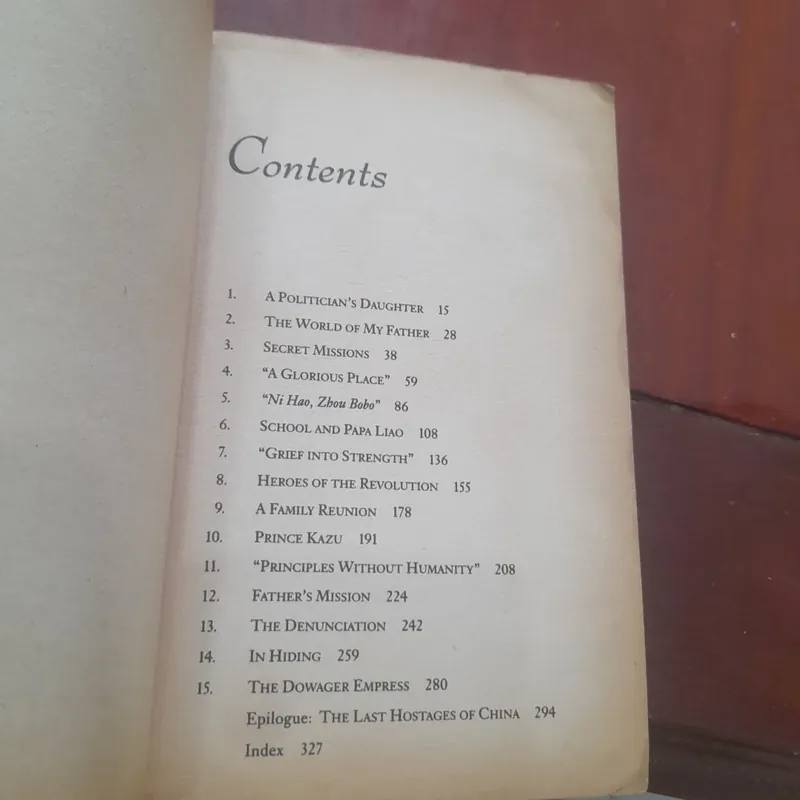 Contents
1. A Politician's Daughter 15
2. The World of My Father 28
3. Secret Missions 38
4. "A Glorious Place" 59
5. "Ni Hao, Zhou Bobo" 86
6. School and Papa Liao 108
7. "Grief into Strength" 136
8. Heroes of the Revolution 155
9. A Family Reunion 178
10. Prince Kazu 191
11. "Principles Without Humanity" 208
12. Father's Mission 224
13. The Denunciation 242
14. In Hiding 259
15. The Dowager Empress 280
Epilogue: The Last Hostages of China 294
Index 327